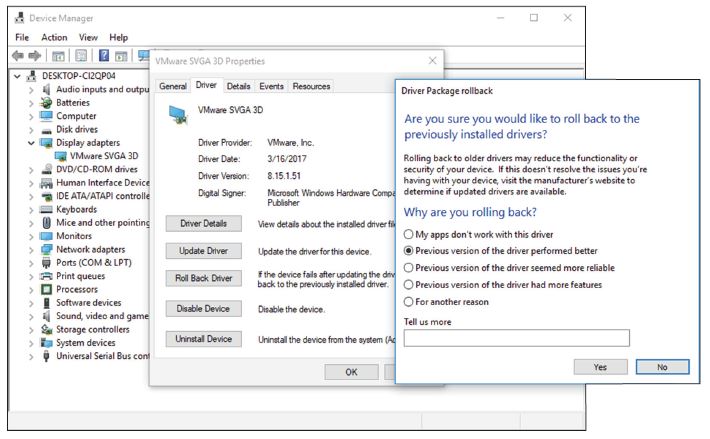 Device Manager
File Action View Help
DESKTOP-CI2QP04
Audio inputs and outpu
Batteries
Computer
Disk drives
Display adapters
VMware SVGA 3D
DVD/CD-ROM drives
Human Interface Device
IDE ATA/ATAPI controlle
Keyboards
Mice and other pointing
Monitors
Network adapters
Ports (COM & LPT)
Print queues
Processors
Software devices
Sound, video and game
Storage controllers
System devices
Universal Serial Bus cont
VMware SVGA 3D Properties
General Driver Details Events Resources
VMware SVGA 3D
Driver Provider: VMware, Inc.
Driver Date: 3/16/2017
Driver Version: 8.15.1.51
Digital Signer: Microsoft Windows Hardware Compa
Publisher
Driver Details View details about the installed driver file
Update Driver Update the driver for this device.
Roll Back Driver If the device fails after updating the driv
back to the previously installed driver.
Disable Device Disable the device.
Uninstall Device Uninstall the device from the system (Ad
OK
Driver Package rollback
Are you sure you would like to roll back to the
previously installed drivers?
Rolling back to older drivers may reduce the functionality or
security of your device. If this doesn't resolve the issues you're
having with your device, visit the manufacturer's website to
determine if updated drivers are available.
Why are you rolling back?
My apps don't work with this driver
Previous version of the driver performed better
Previous version of the driver seemed more reliable
Previous version of the driver had more features
For another reason
Tell us more
Yes No